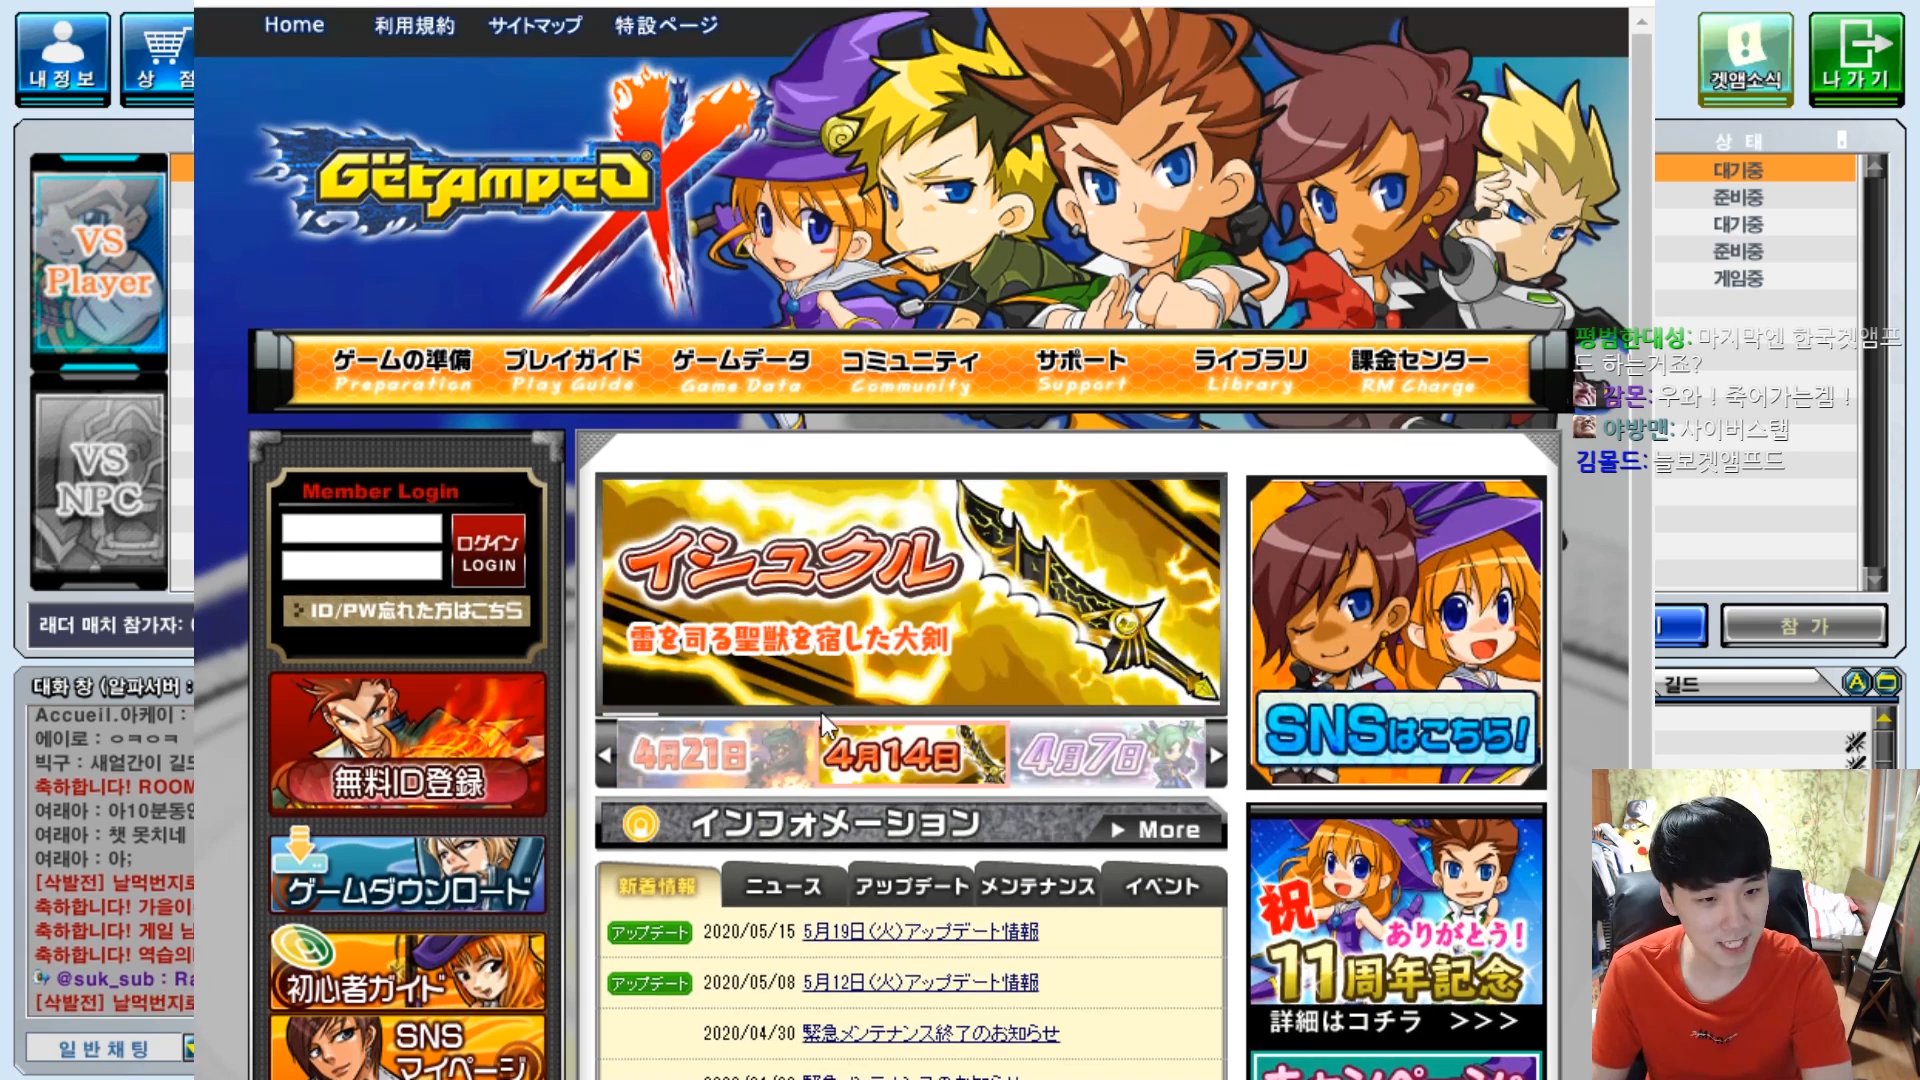 Home
利用規約
サイトマップ
特設ページ
내정보
상 점
겟앰소식
나가기
GetAmped X
VS
Player
VS
NPC
상 태
대기중
준비중
대기중
준비중
게임중
ゲームの準備
Preparation
プレイガイド
Play Guide
ゲームデータ
Game Data
コミュニティ
Community
サポート
Support
ライブラリ
Library
課金センター
RM Charge
평범한대성: 마지막엔 한국겟앰프
드 하는거죠?
감몬: 우와 ! 죽어가는겜 !
야방맨: 사이버스탭
김몰드: 늘보겟앰프드
Member Login
ログイン
LOGIN
ID/PW忘れた方はこちら
イシュクル
雷を司る聖獣を宿した大剣
4月21日
4月14日
4月7日
SNSはこちら!
래더 매치 참가자:
참 가
길드
無料ID登録
ゲームダウンロード
初心者ガイド
SNS
マイページ
インフォメーション
More
新着情報
ニュース
アップデート
メンテナンス
イベント
アップデート 2020/05/15 5月19日(火)アップデート情報
アップデート 2020/05/08 5月12日(火)アップデート情報
2020/04/30 緊急メンテナンス終了のお知らせ
祝
ありがとう!
11周年記念
詳細はコチラ >>>
대화 창 (알파서버 :
Accueil.아케이 :
에이로 : ㅇㅋㅇㅋ
빅구 : 새얼간이 길드
축하합니다! ROOM
여래아 : 아10분동안
여래아 : 챗 못치네
여래아 : 아;
[삭발전] 날먹번지로
축하합니다! 가을이
축하합니다! 게일 남
축하합니다! 역습의
@suk_sub : Ra
[삭발전] 날먹번지로
일반채팅